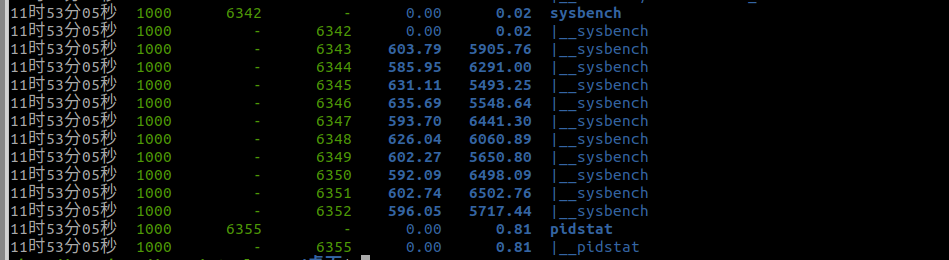 11时53分05秒 1000 6342 - 0.00 0.02 sysbench
11时53分05秒 1000 - 6342 0.00 0.02 |__sysbench
11时53分05秒 1000 - 6343 603.79 5905.76 |__sysbench
11时53分05秒 1000 - 6344 585.95 6291.00 |__sysbench
11时53分05秒 1000 - 6345 631.11 5493.25 |__sysbench
11时53分05秒 1000 - 6346 635.69 5548.64 |__sysbench
11时53分05秒 1000 - 6347 593.70 6441.30 |__sysbench
11时53分05秒 1000 - 6348 626.04 6060.89 |__sysbench
11时53分05秒 1000 - 6349 602.27 5650.80 |__sysbench
11时53分05秒 1000 - 6350 592.09 6498.09 |__sysbench
11时53分05秒 1000 - 6351 602.74 6502.76 |__sysbench
11时53分05秒 1000 - 6352 596.05 5717.44 |__sysbench
11时53分05秒 1000 6355 - 0.00 0.81 pidstat
11时53分05秒 1000 - 6355 0.00 0.81 |__pidstat